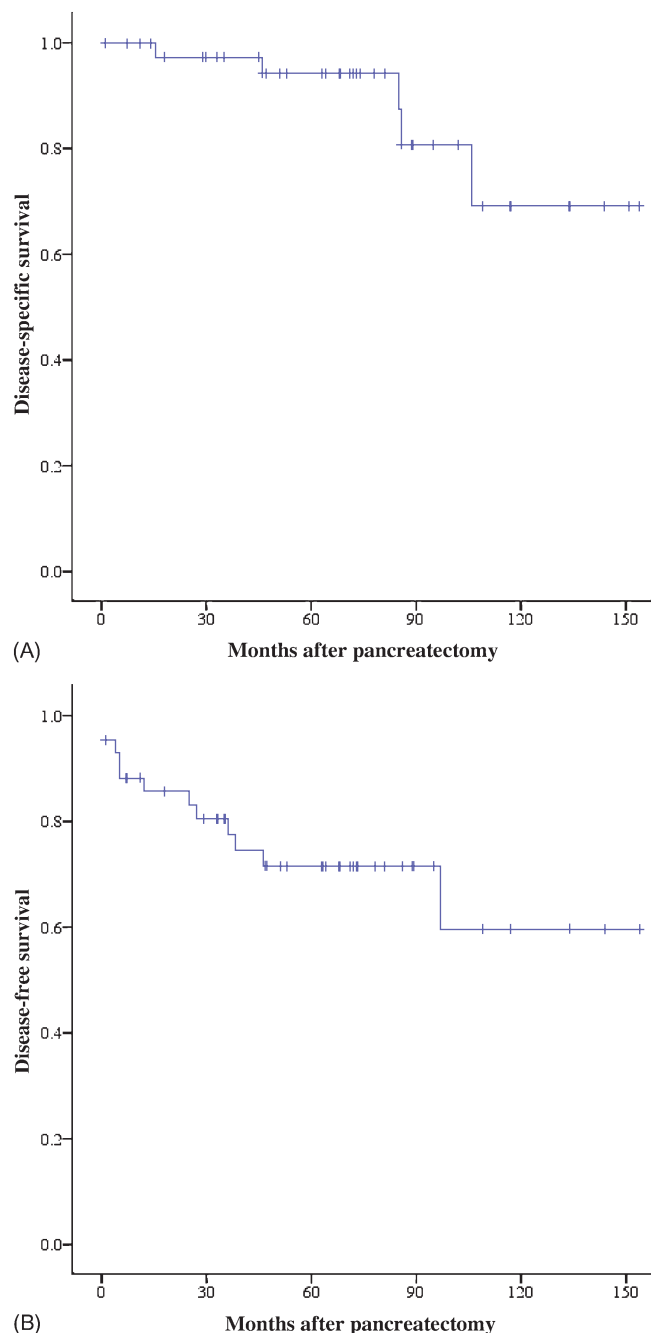 1.0
0.8
0.6
0.4
0.2
0.0
Disease-specific survival
0 30 60 90 120 150
(A) Months after pancreatectomy
1.0
0.8
0.6
0.4
0.2
0.0
Disease-free survival
0 30 60 90 120 150
(B) Months after pancreatectomy